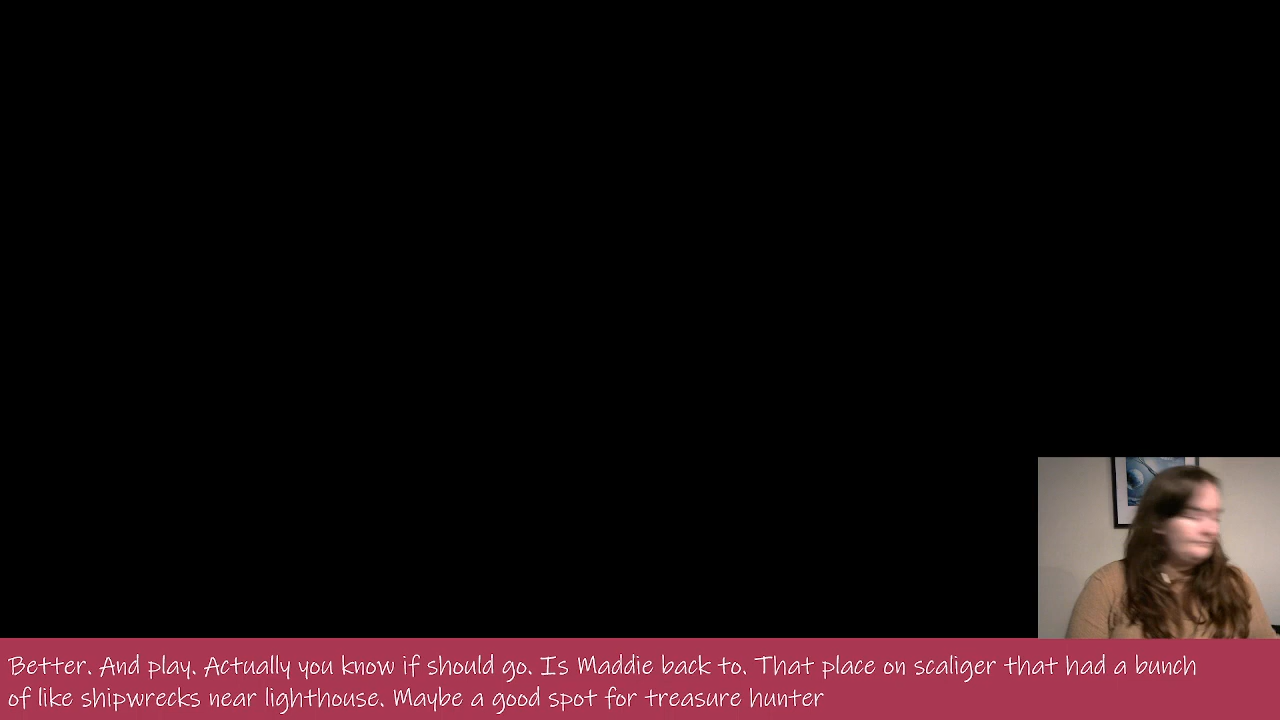 Better. And play. Actually you know if should go. Is Maddie back to. That place on scaliger that had a bunch
of like shipwrecks near lighthouse. Maybe a good spot for treasure hunter